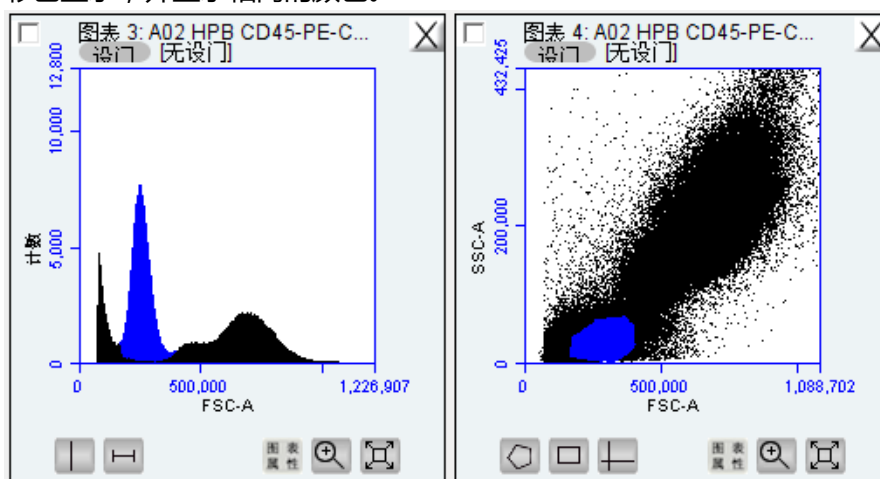 图表 3: A02 HPB CD45-PE-C...
设门 [无设门]
12,800
10,000
5,000
0
计数
0 500,000 1,226,907
FSC-A
图表
属性
图表 4: A02 HPB CD45-PE-C...
设门 [无设门]
432,425
200,000
0
SSC-A
0 500,000 1,088,702
FSC-A
图表
属性